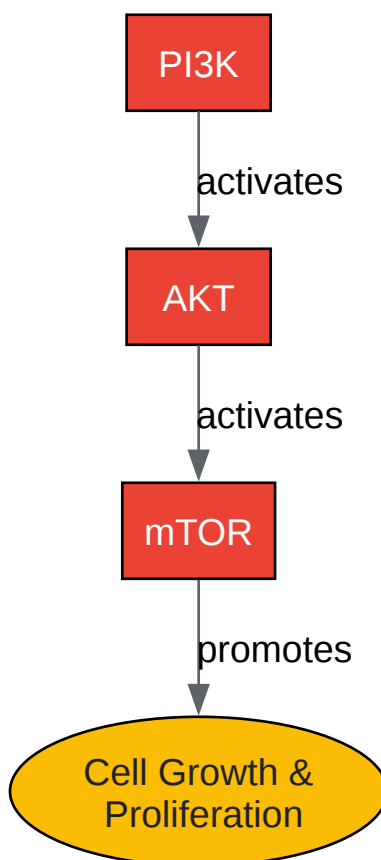 PI3K
activates
AKT
activates
mTOR
promotes
Cell Growth &
Proliferation